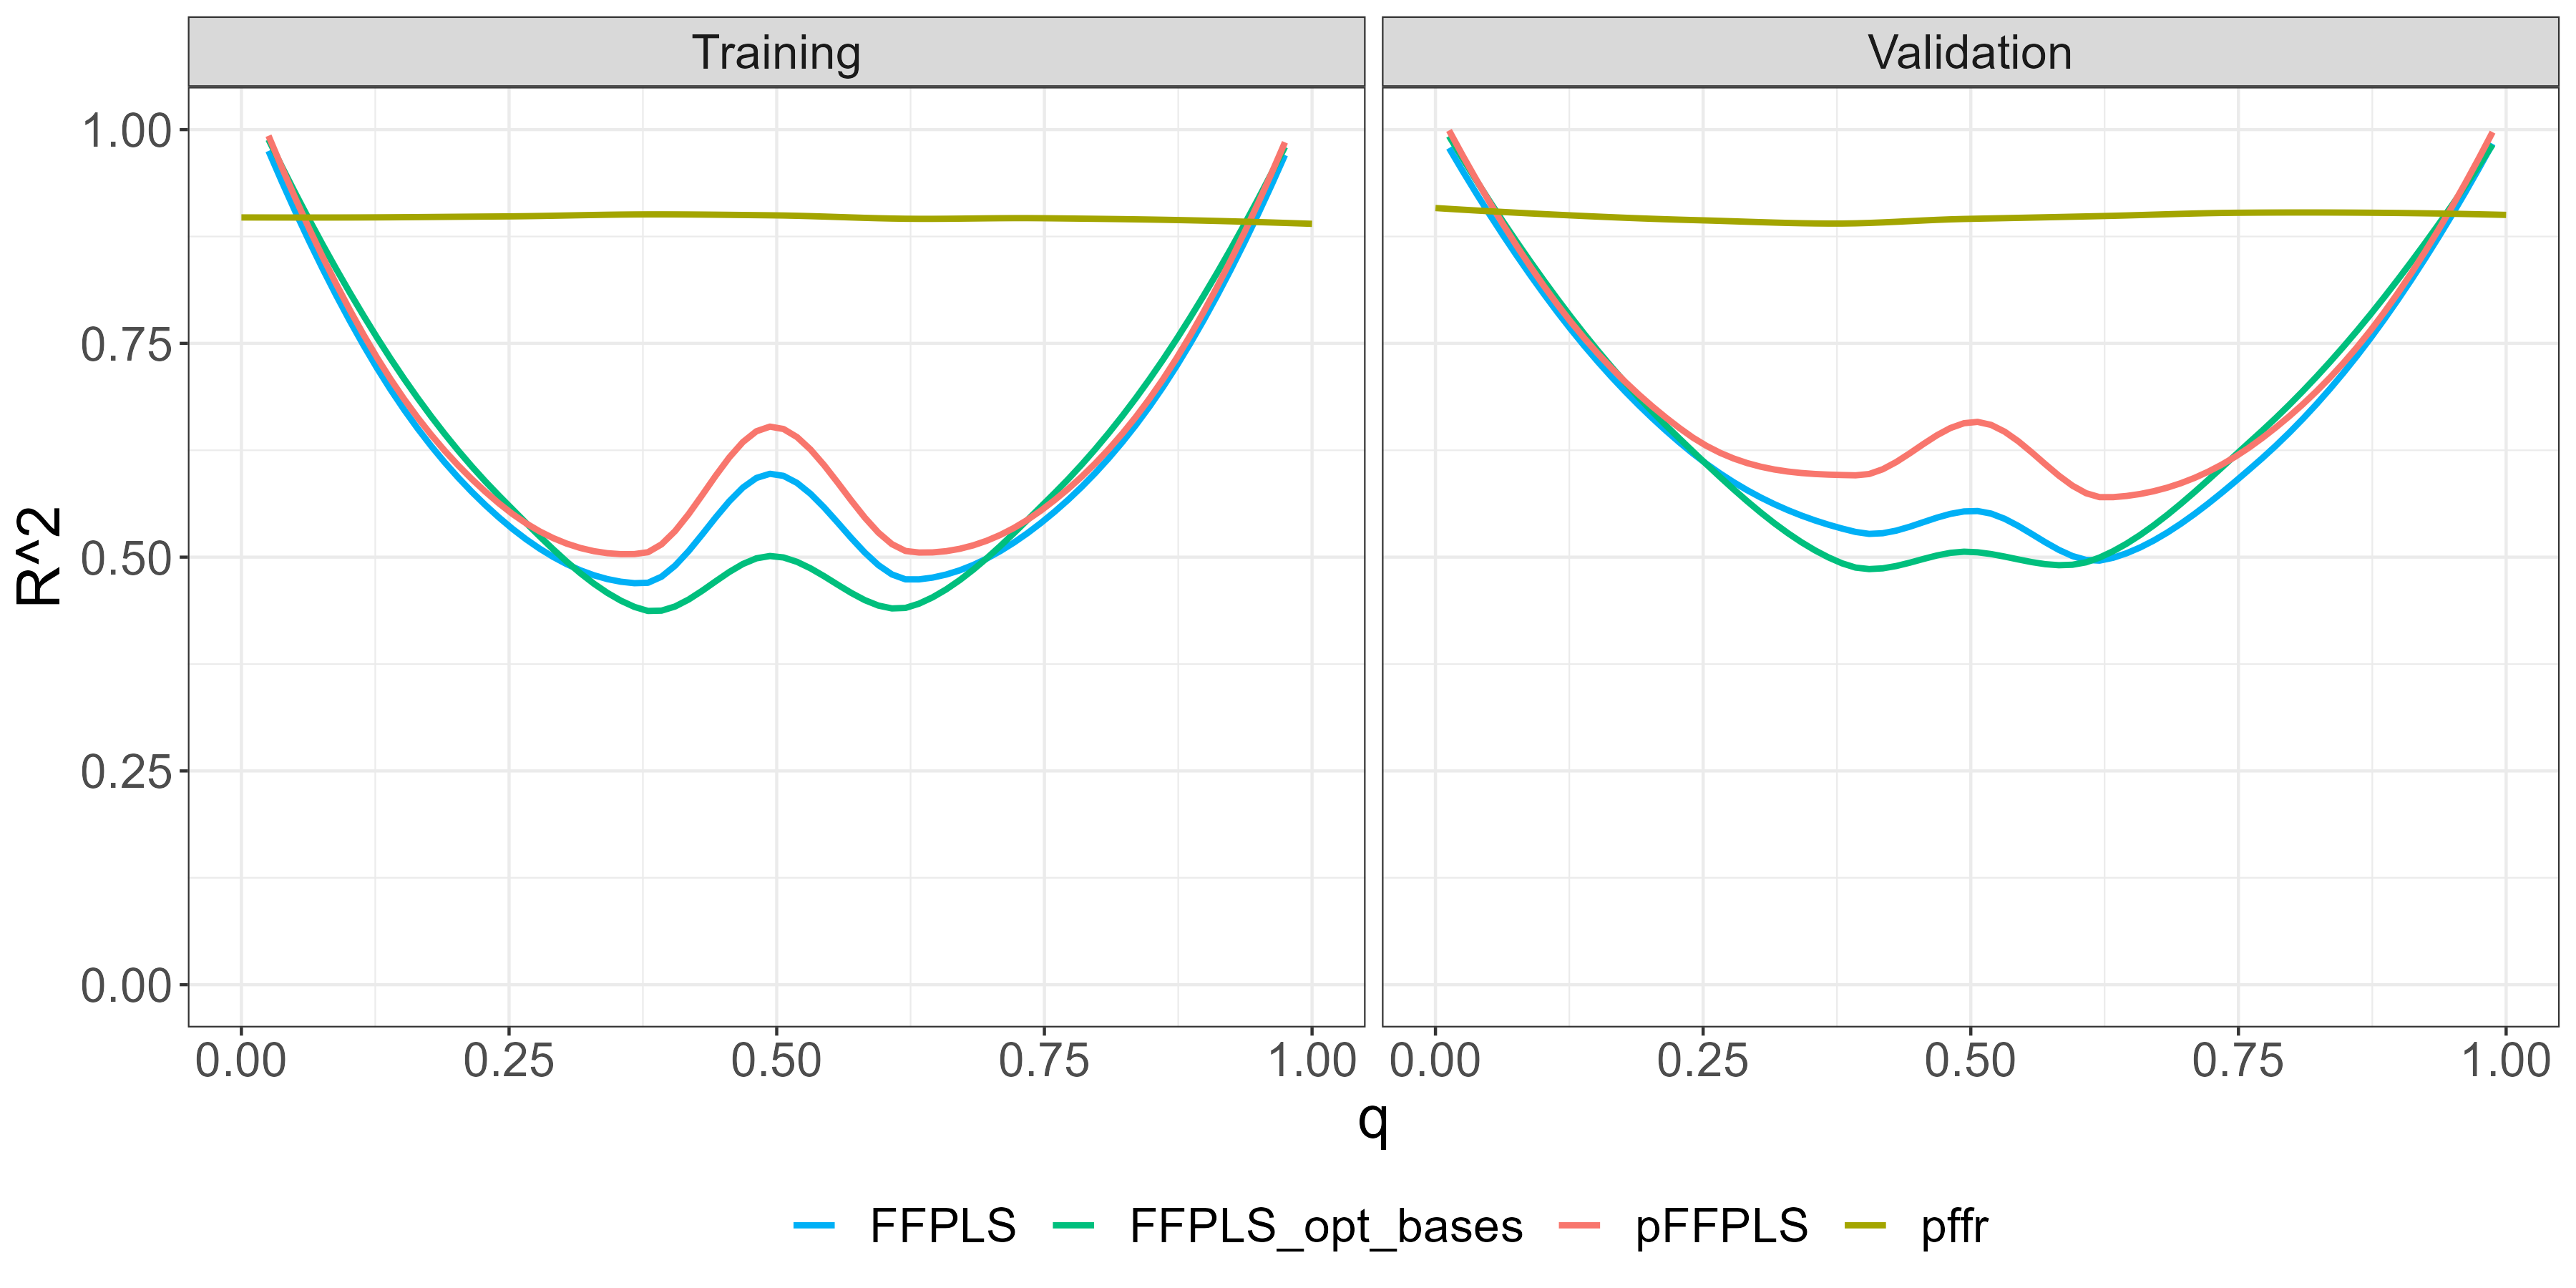 Training Validation
1.00
0.75
0.50
0.25
0.00
R^2
0.00 0.25 0.50 0.75 1.00 0.00 0.25 0.50 0.75 1.00
q
FFPLS FFPLS_opt_bases pFFPLS pffr